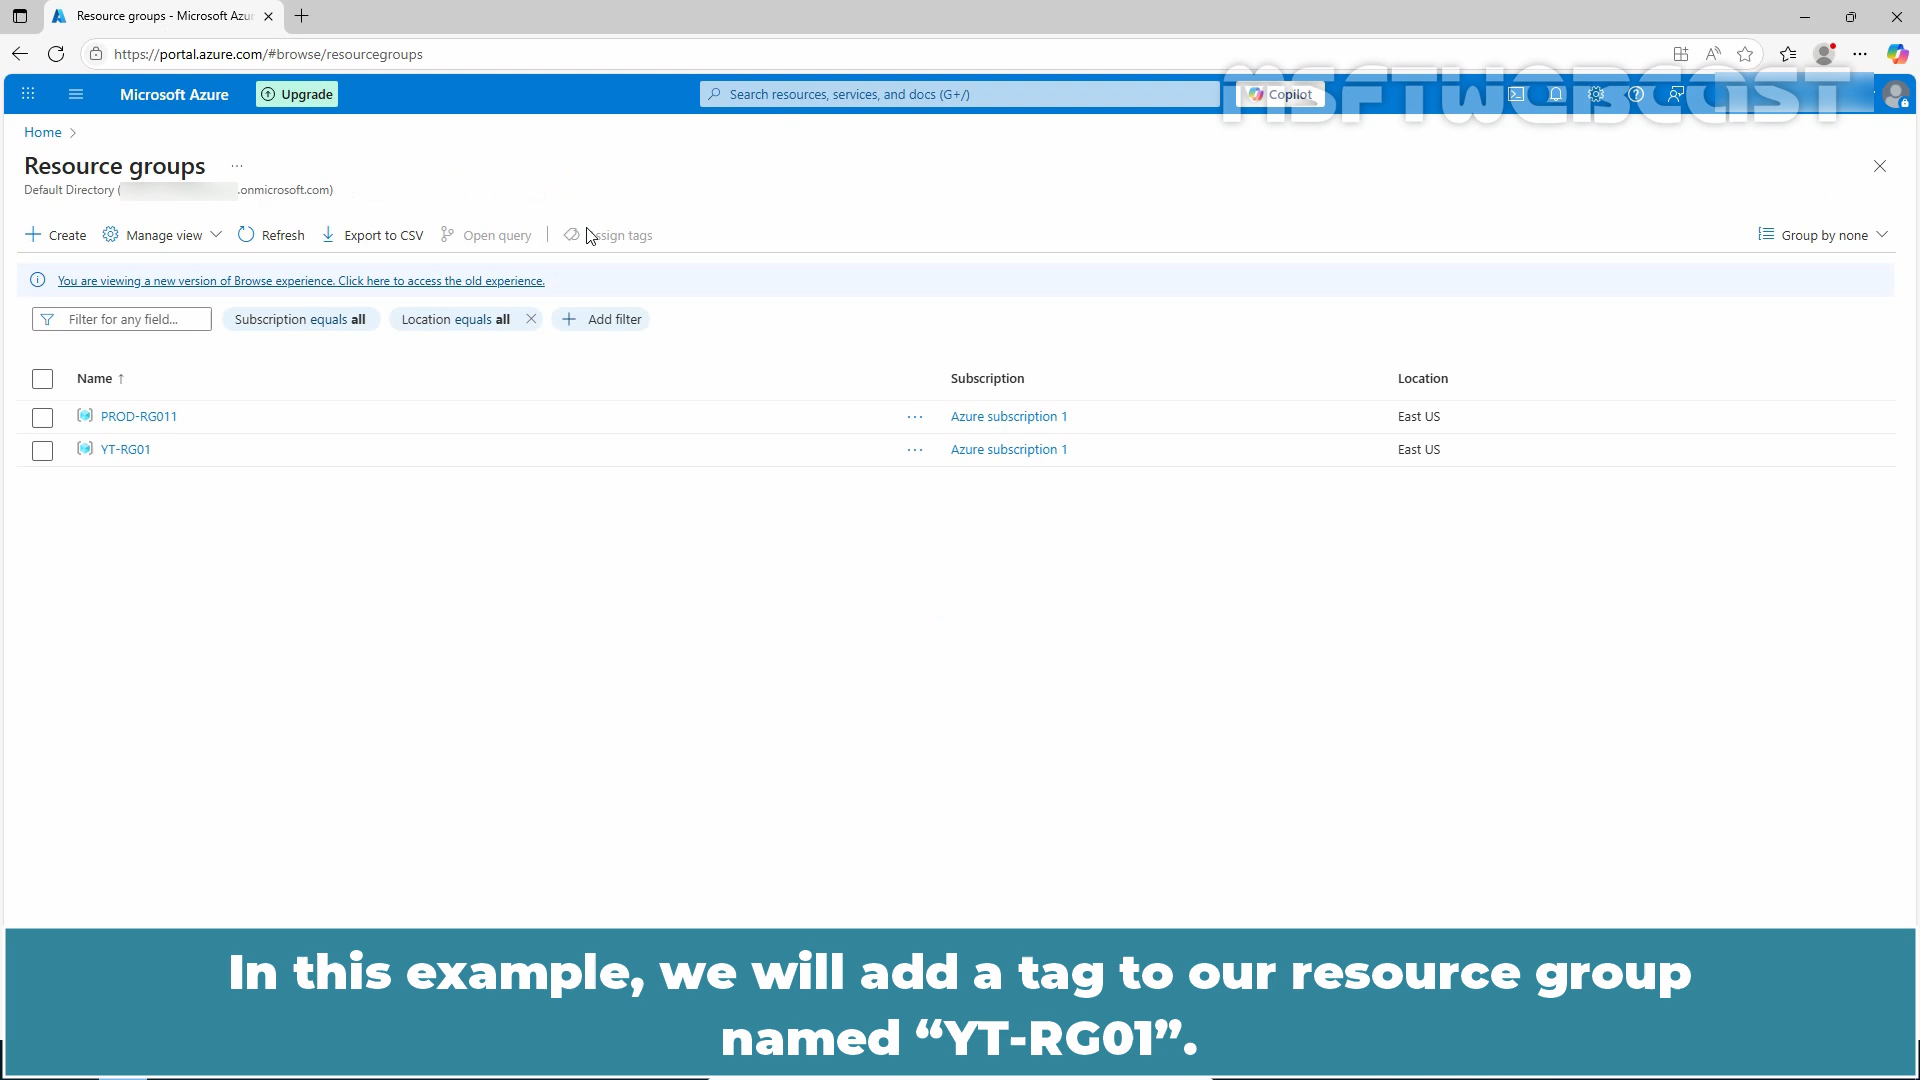 Resource groups - Microsoft Azu
https://portal.azure.com/#browse/resourcegroups
Microsoft Azure
Upgrade
Search resources, services, and docs (G+/)
Copilot
MSFTWEBCAST
Home
Resource groups
Default Directory ( .onmicrosoft.com)
Create
Manage view
Refresh
Export to CSV
Open query
ssign tags
Group by none
You are viewing a new version of Browse experience. Click here to access the old experience.
Filter for any field...
Subscription equals all
Location equals all
Add filter
Name ↑
Subscription
Location
PROD-RG011
Azure subscription 1
East US
YT-RG01
Azure subscription 1
East US
In this example, we will add a tag to our resource group
named “YT-RG01”.